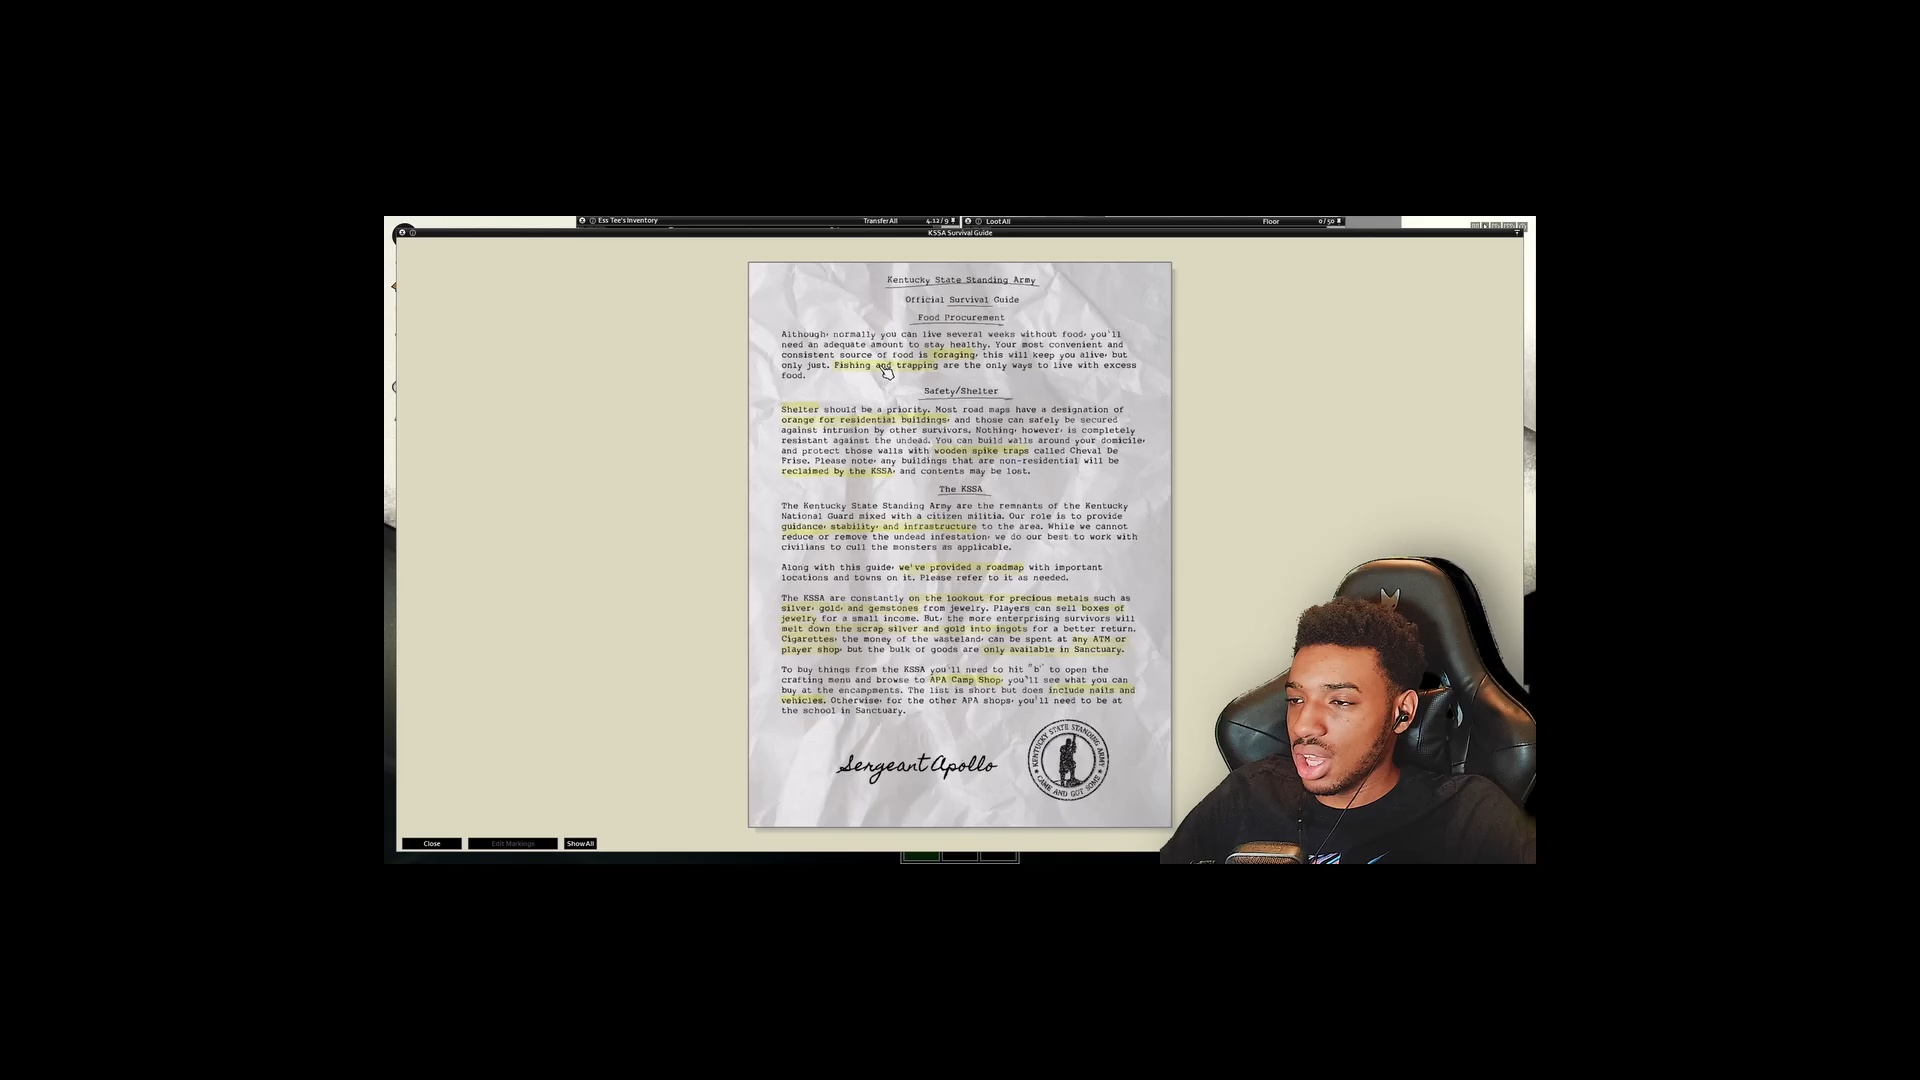 Ess Tee's Inventory
Transfer All
4.12 / 9
Loot All
Floor
0 / 50
KSSA Survival Guide
Kentucky State Standing Army
Official Survival Guide
Food Procurement
Although, normally you can live several weeks without food, you'll
need an adequate amount to stay healthy. Your most convenient and
consistent source of food is foraging, this will keep you alive, but
only just. Fishing and trapping are the only ways to live with excess
food.
Safety/Shelter
Shelter should be a priority. Most road maps have a designation of
orange for residential buildings, and those can safely be secured
against intrusion by other survivors. Nothing, however, is completely
resistant against the undead. You can build walls around your domicile,
and protect those walls with wooden spike traps called Cheval De
Frise. Please note, any buildings that are non-residential will be
reclaimed by the KSSA, and contents may be lost.
The KSSA
The Kentucky State Standing Army are the remnants of the Kentucky
National Guard mixed with a citizen militia. Our role is to provide
guidance, stability, and infrastructure to the area. While we cannot
reduce or remove the undead infestation, we do our best to work with
civilians to cull the monsters as applicable.
Along with this guide, we've provided a roadmap with important
locations and towns on it. Please refer to it as needed.
The KSSA are constantly on the lookout for precious metals such as
silver, gold, and gemstones from jewelry. Players can sell boxes of
jewelry for a small income. But, the more enterprising survivors will
melt down the scrap silver and gold into ingots for a better return.
Cigarettes, the money of the wasteland, can be spent at any ATM or
player shop, but the bulk of goods are only available in Sanctuary.
To buy things from the KSSA you'll need to hit "b" to open the
crafting menu and browse to APA Camp Shop, you'll see what you can
buy at the encampments. The list is short but does include nails and
vehicles. Otherwise, for the other APA shops, you'll need to be at
the school in Sanctuary.
Sergeant Apollo
KENTUCKY STATE STANDING ARMY
CAME AND GOT SOME
Close
Edit Markings
Show All